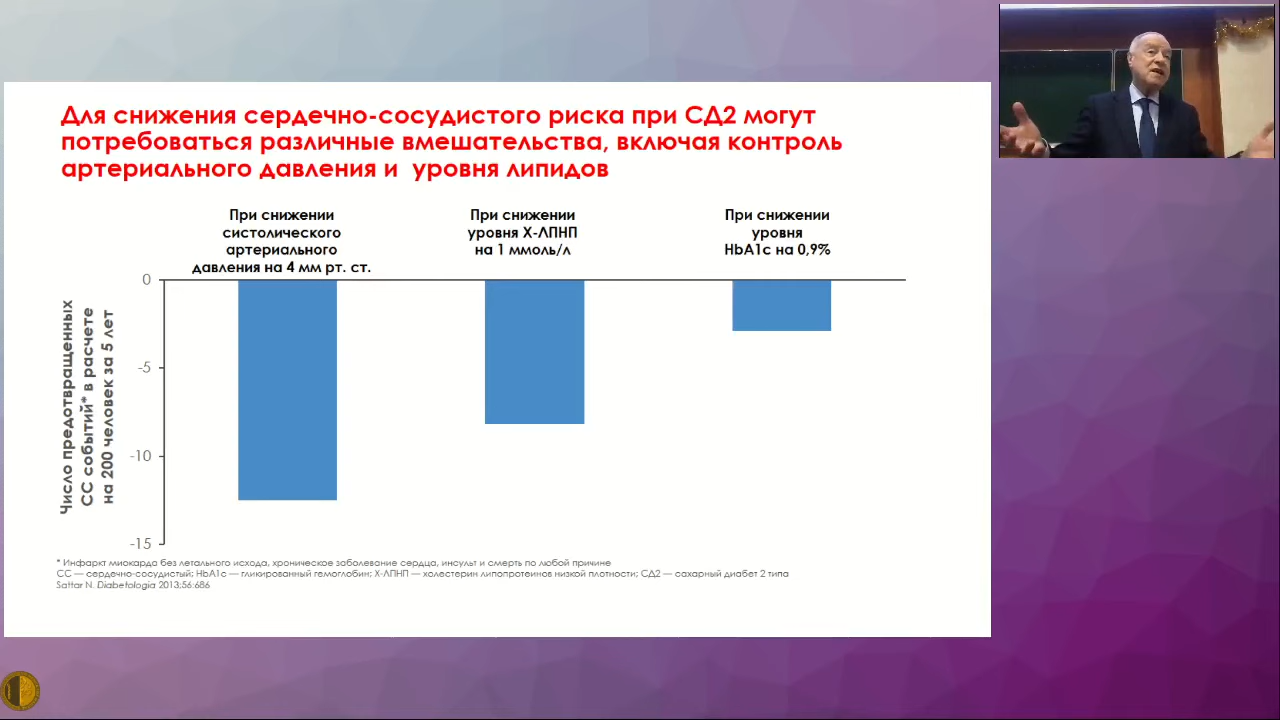 Для снижения сердечно-сосудистого риска при СД2 могут
потребоваться различные вмешательства, включая контроль
артериального давления и уровня липидов
При снижении
систолического
артериального
давления на 4 мм рт. ст.
При снижении
уровня Х-ЛПНП
на 1 ммоль/л
При снижении
уровня
HbA1c на 0,9%
Число предотвращенных
СС событий* в расчете
на 200 человек за 5 лет
0
-5
-10
-15
* Инфаркт миокарда без летального исхода, хроническое заболевание сердца, инсульт и смерть по любой причине
СС — сердечно-сосудистый; HbA1c — гликированный гемоглобин; Х-ЛПНП — холестерин липопротеинов низкой плотности; СД2 — сахарный диабет 2 типа
Sattar N. Diabetologia 2013;56:686